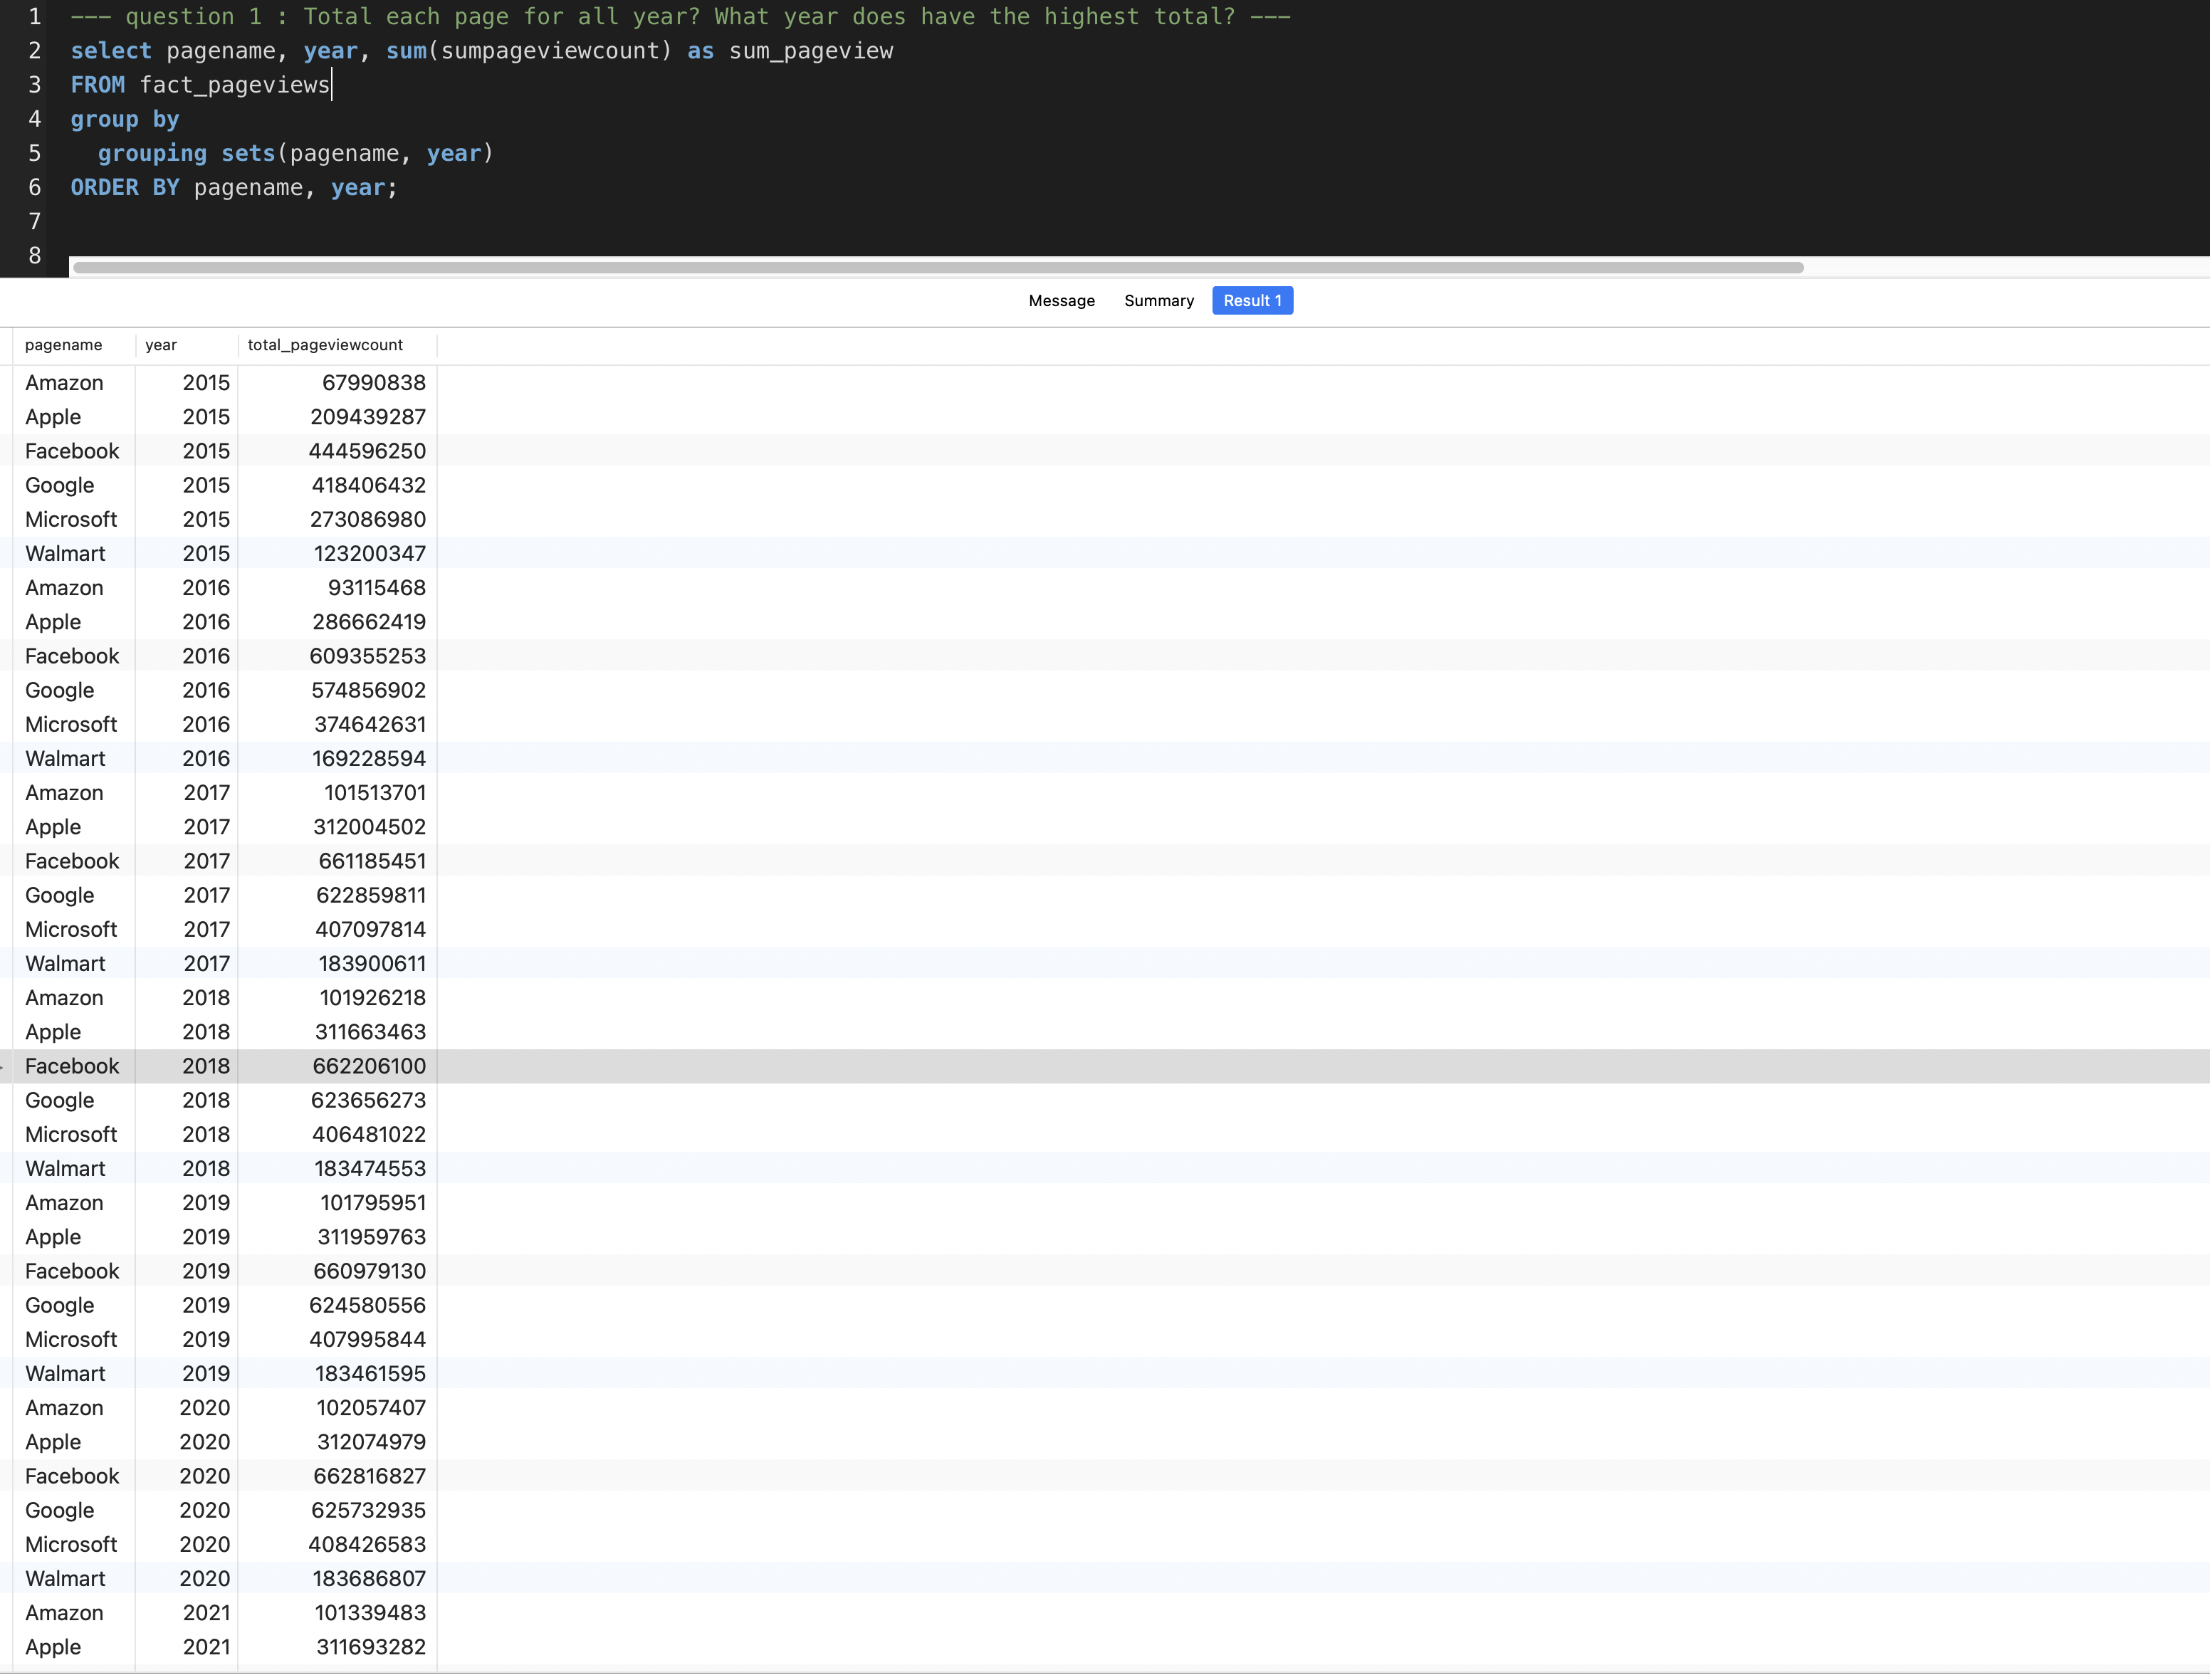 1 --- question 1 : Total each page for all year? What year does have the highest total? ---
2 select pagename, year, sum(sumpageviewcount) as sum_pageview
3 FROM fact_pageviews
4 group by
5 grouping sets(pagename, year)
6 ORDER BY pagename, year;
7
8
Message Summary Result 1
pagename year total_pageviewcount
Amazon 2015 67990838
Apple 2015 209439287
Facebook 2015 444596250
Google 2015 418406432
Microsoft 2015 273086980
Walmart 2015 123200347
Amazon 2016 93115468
Apple 2016 286662419
Facebook 2016 609355253
Google 2016 574856902
Microsoft 2016 374642631
Walmart 2016 169228594
Amazon 2017 101513701
Apple 2017 312004502
Facebook 2017 661185451
Google 2017 622859811
Microsoft 2017 407097814
Walmart 2017 183900611
Amazon 2018 101926218
Apple 2018 311663463
Facebook 2018 662206100
Google 2018 623656273
Microsoft 2018 406481022
Walmart 2018 183474553
Amazon 2019 101795951
Apple 2019 311959763
Facebook 2019 660979130
Google 2019 624580556
Microsoft 2019 407995844
Walmart 2019 183461595
Amazon 2020 102057407
Apple 2020 312074979
Facebook 2020 662816827
Google 2020 625732935
Microsoft 2020 408426583
Walmart 2020 183686807
Amazon 2021 101339483
Apple 2021 311693282